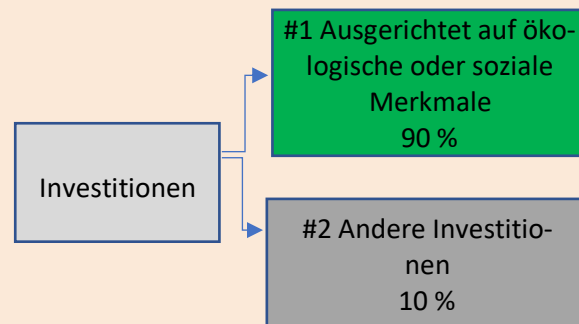 #1 Ausgerichtet auf öko-
logische oder soziale
Merkmale
90 %
Investitionen
#2 Andere Investitio-
nen
10 %